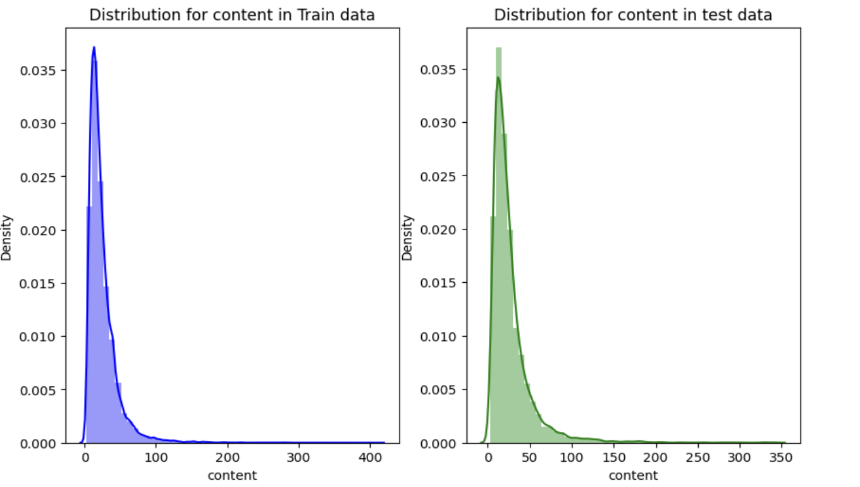 Distribution for content in Train data
Density
0.035
0.030
0.025
0.020
0.015
0.010
0.005
0.000
0 100 200 300 400
content
Distribution for content in test data
Density
0.035
0.030
0.025
0.020
0.015
0.010
0.005
0.000
0 50 100 150 200 250 300 350
content